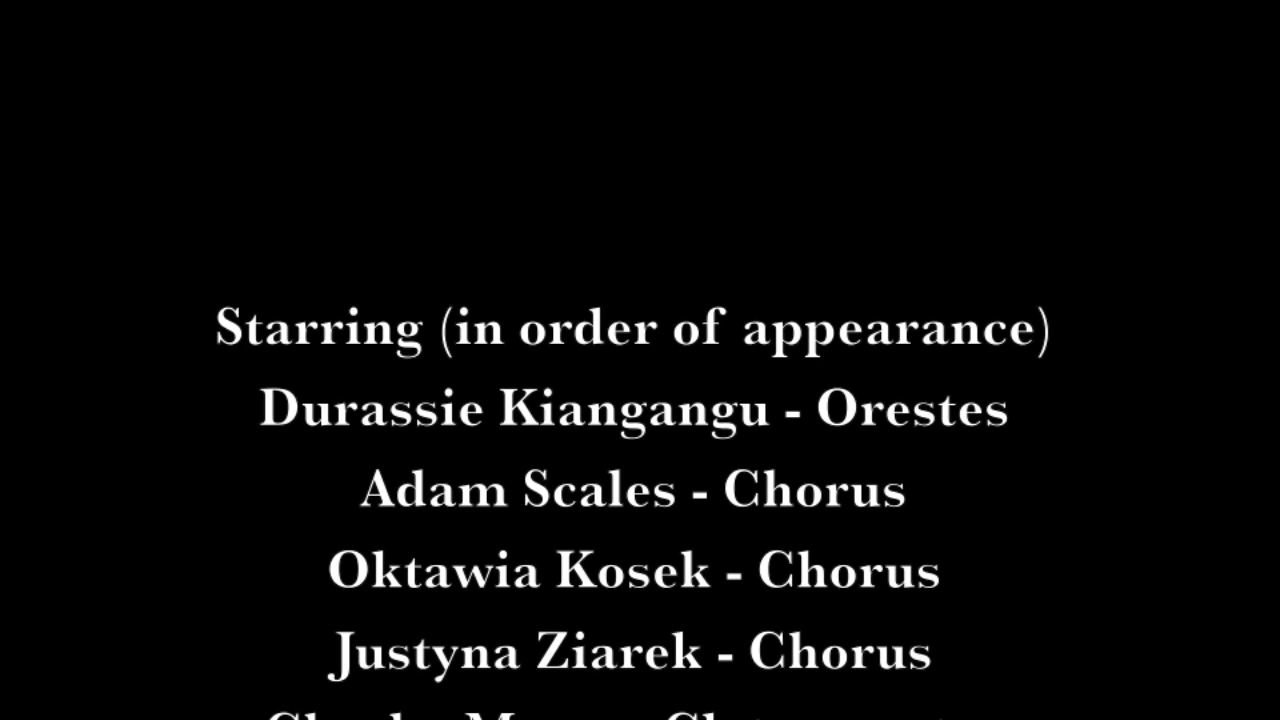 Starring (in order of appearance)
Durassie Kiangangu - Orestes
Adam Scales - Chorus
Oktawia Kosek - Chorus
Justyna Ziarek - Chorus